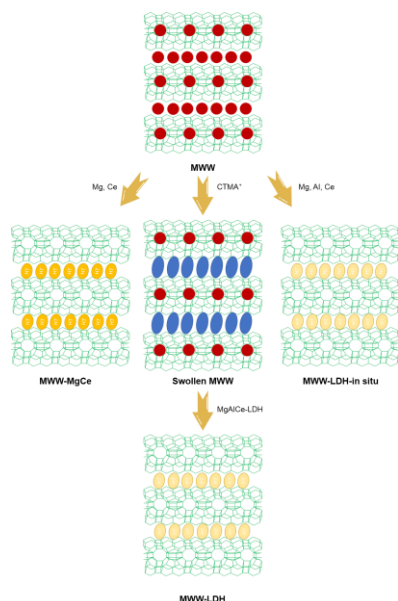 MWW
Mg, Ce
CTMA⁺
Mg, Al, Ce
MWW-MgCe
Swollen MWW
MWW-LDH-in situ
MgAlCe-LDH
MWW-LDH